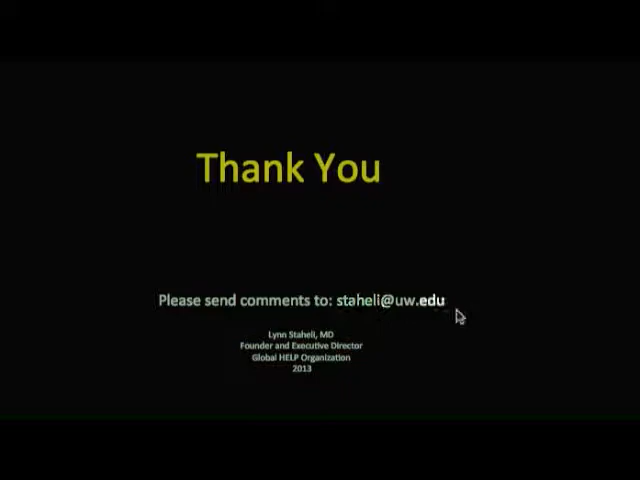 Thank You
Please send comments to: staheli@uw.edu
Lynn Staheli, MD
Founder and Executive Director
Global HELP Organization
2013